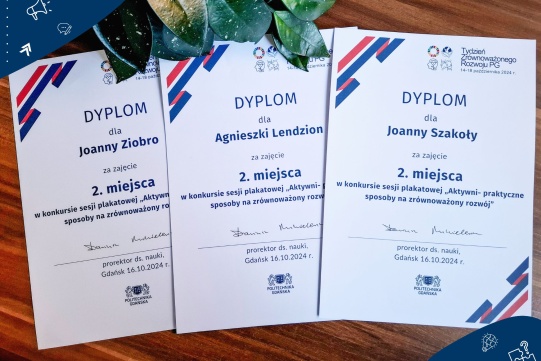 DYPLOM
dla
Joanny Ziobro
za zajęcie
2. miejsca
w konkursie sesji plakatowej „Aktywn
sposoby na zrównoważony ro
prorektor ds. nauki,
Gdańsk 16.10.2024 r.
POLITECHNIKA
GDAŃSKA
DYPLOM
dla
Agnieszki Lendzion
za zajęcie
2. miejsca
w konkursie sesji plakatowej „Aktywni- p
sposoby na zrównoważony rozw
prorektor ds. nauki,
Gdańsk 16.10.2024 r.
POLITECHNIKA
GDAŃSKA
Tydzień
Zrównoważonego
Rozwoju PG
14-18 października 2024 r.
DYPLOM
dla
Joanny Szakoły
za zajęcie
2. miejsca
w konkursie sesji plakatowej „Aktywni- praktyczne
sposoby na zrównoważony rozwój"
prorektor ds. nauki,
Gdańsk 16.10.2024 r.
POLITECHNIKA
GDAŃSKA